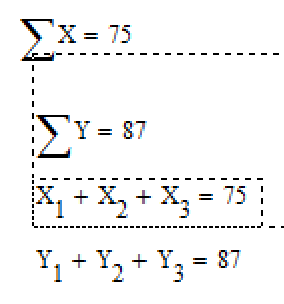 ∑X = 75
∑Y = 87
X₁ + X₂ + X₃ = 75
Y₁ + Y₂ + Y₃ = 87